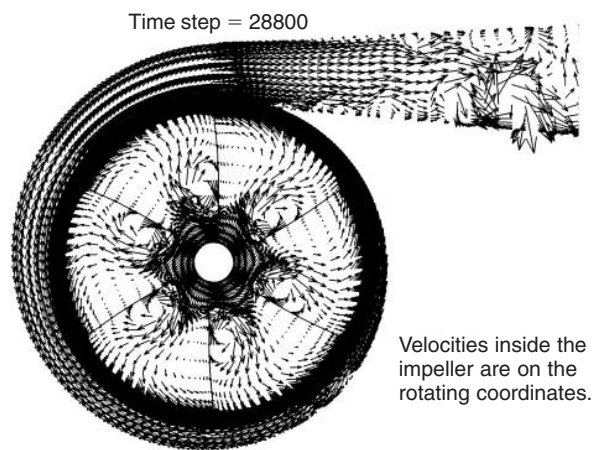 Time step = 28800
Velocities inside the
impeller are on the
rotating coordinates.